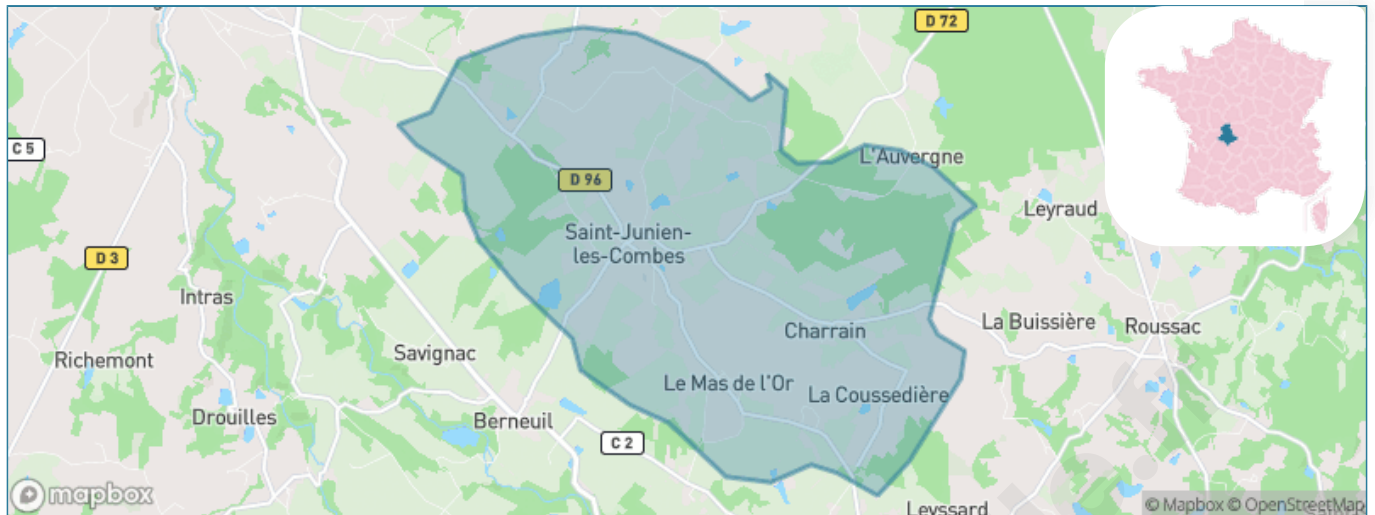 D 72
C 5
L'Auvergne
D 96
Leyraud
Saint-Junien-
les-Combes
D 3
Intras
La Buissière
Roussac
Charrain
Savignac
Richemont
Le Mas de l'Or
La Coussedière
Drouilles
Berneuil
C 2
mapbox
© Mapbox © OpenStreetMap
Leyssard